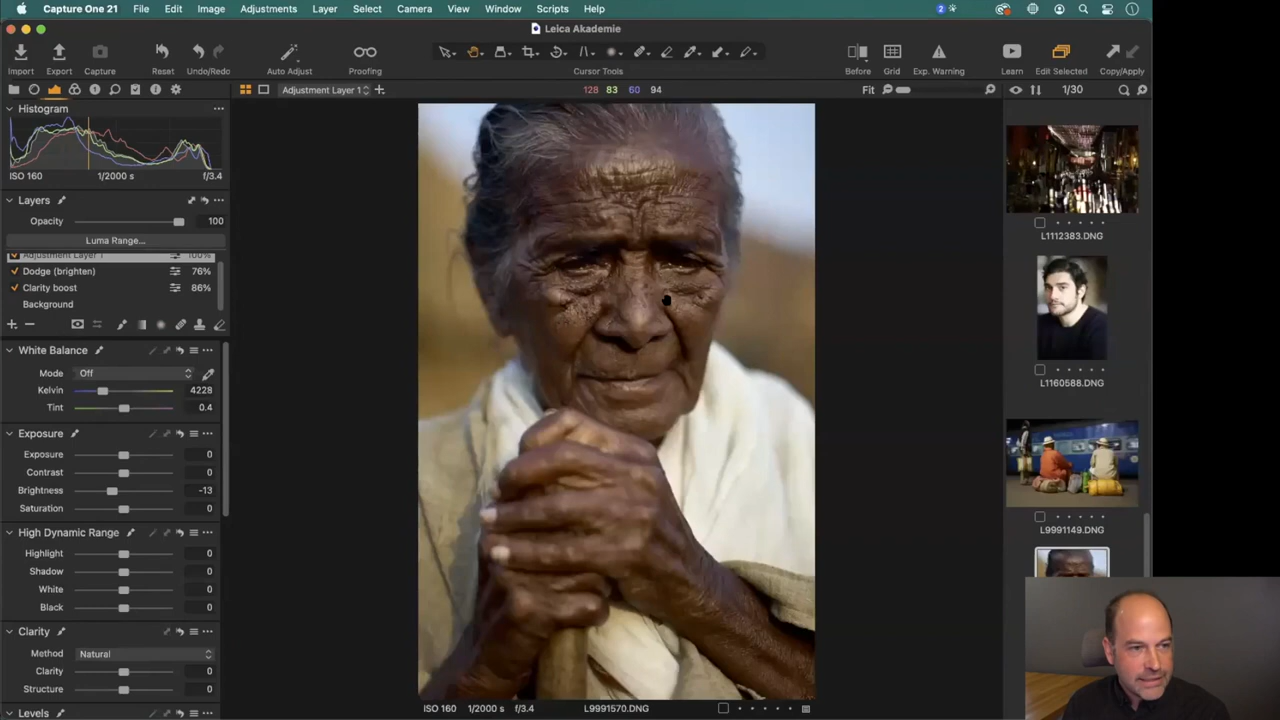 Capture One 21 File Edit Image Adjustments Layer Select Camera View Window Scripts Help 2
Leica Akademie
Import Export Capture Reset Undo/Redo Auto Adjust Proofing Cursor Tools Before Grid Exp. Warning Learn Edit Selected Copy/Apply
Adjustment Layer 1 128 83 60 94 Fit 1/30
Histogram
ISO 160 1/2000 s f/3.4
Layers
Opacity 100
Luma Range...
Adjustment Layer 1 100%
Dodge (brighten) 76%
Clarity boost 86%
Background
White Balance
Mode Off
Kelvin 4228
Tint 0.4
Exposure
Exposure 0
Contrast 0
Brightness -13
Saturation 0
High Dynamic Range
Highlight 0
Shadow 0
White 0
Black 0
Clarity
Method Natural
Clarity 0
Structure 0
Levels
ISO 160 1/2000 s f/3.4 L9991570.DNG
L1112383.DNG
L1160588.DNG
L9991149.DNG